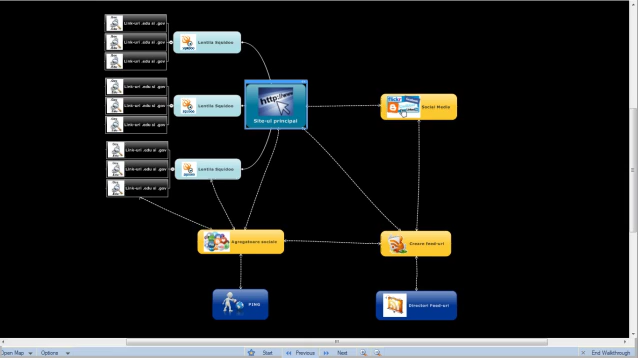 Link-uri .edu si .gov
Link-uri .edu si .gov
Link-uri .edu si .gov
Lentila Squidoo
Link-uri .edu si .gov
Link-uri .edu si .gov
Link-uri .edu si .gov
Lentila Squidoo
http://www
Site-ul principal
flickr
Social Media
Link-uri .edu si .gov
Link-uri .edu si .gov
Link-uri .edu si .gov
Lentila Squidoo
Agregatoare sociale
Creare feed-uri
PING
Directori Feed-uri
Open Map
Options
Start
Previous
Next
End Walkthrough